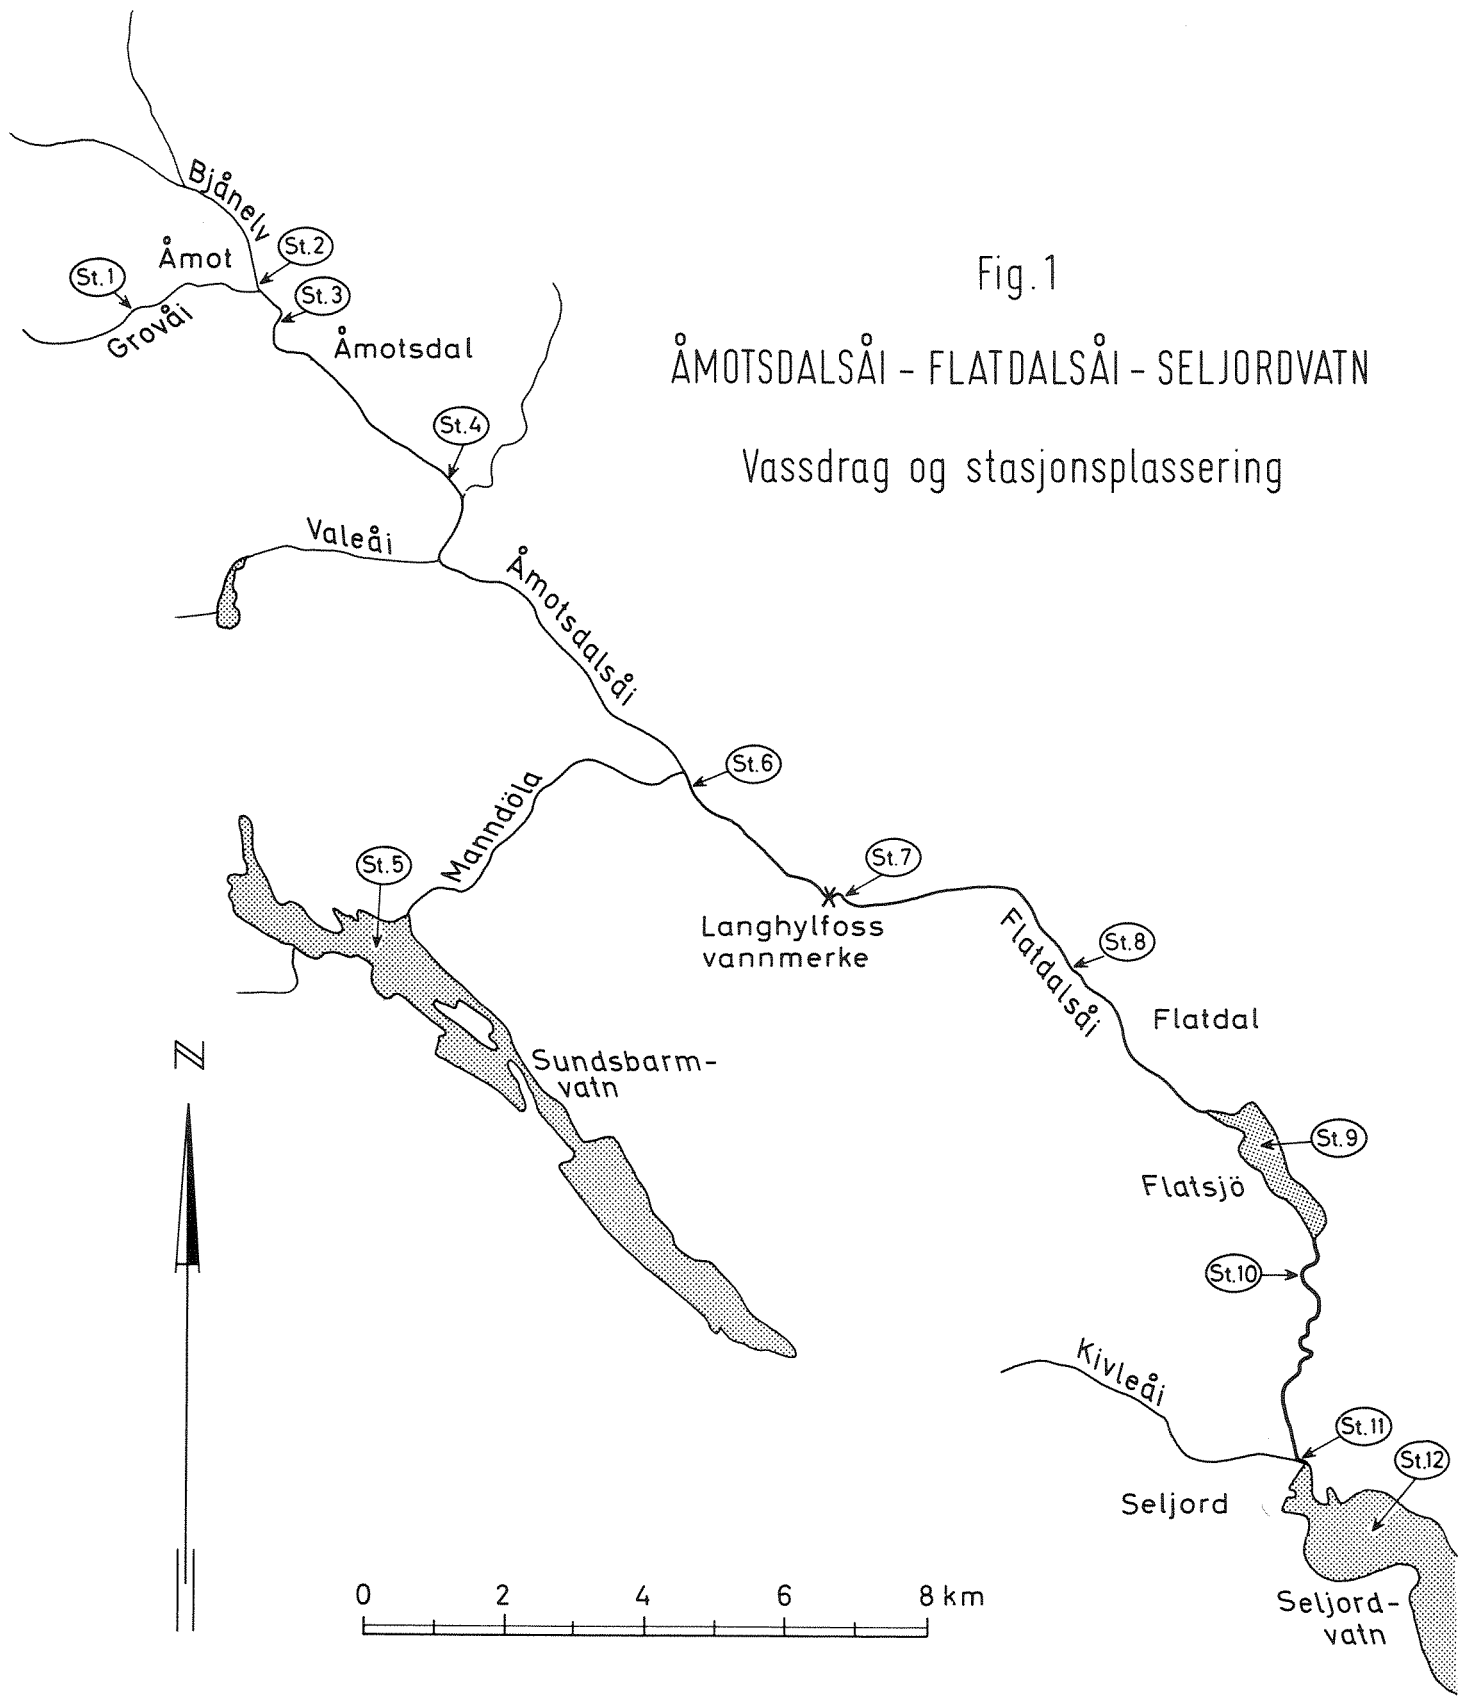 Bjånelv
St.2
Åmot
St.1
St.3
Grovåi
Fig.1
Åmotsdal
ÅMOTSDALSÅI – FLATDALSÅI – SELJORDVATN
St.4
Vassdrag og stasjonsplassering
Valeåi
Åmotsdalsåi
St.6
Manndöla
St.5
St.7
Langhylfoss
vannmerke
Flatdalsåi
St.8
Flatdal
N
Sundsbarm-
vatn
St.9
Flatsjö
St.10
Kivleåi
St.11
St.12
Seljord
0 2 4 6 8 km
Seljord-
vatn